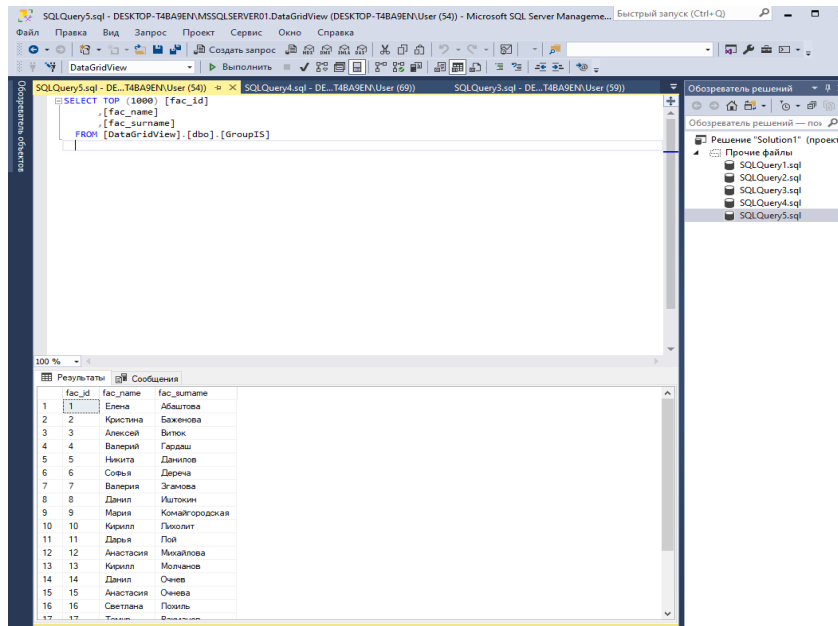 SQLQuery5.sql - DESKTOP-T4BA9EN\MSSQLSERVER01.DataGridView (DESKTOP-T4BA9EN\User (54)) - Microsoft SQL Server Manageme...
Быстрый запуск (Ctrl+Q)
Файл Правка Вид Запрос Проект Сервис Окно Справка
Создать запрос
DataGridView
Выполнить
Обозреватель объектов
SQLQuery5.sql - DE...T4BA9EN\User (54))
SQLQuery4.sql - DE...T4BA9EN\User (69))
SQLQuery3.sql - DE...T4BA9EN\User (59))
SELECT TOP (1000) [fac_id]
,[fac_name]
,[fac_surname]
FROM [DataGridView].[dbo].[GroupIS]
100 %
Результаты Сообщения
fac_id fac_name fac_surname
1 1 Елена Абаштова
2 2 Кристина Баженова
3 3 Алексей Витюк
4 4 Валерий Гардаш
5 5 Никита Данилов
6 6 Софья Дереча
7 7 Валерия Згамова
8 8 Данил Иштокин
9 9 Мария Комайгородская
10 10 Кирилл Лихолит
11 11 Дарья Лой
12 12 Анастасия Михайлова
13 13 Кирилл Молчанов
14 14 Данил Очнев
15 15 Анастасия Очнева
16 16 Светлана Похиль
17 17
Обозреватель решений
Обозреватель решений — пои
Решение "Solution1" (проект
Прочие файлы
SQLQuery1.sql
SQLQuery2.sql
SQLQuery3.sql
SQLQuery4.sql
SQLQuery5.sql